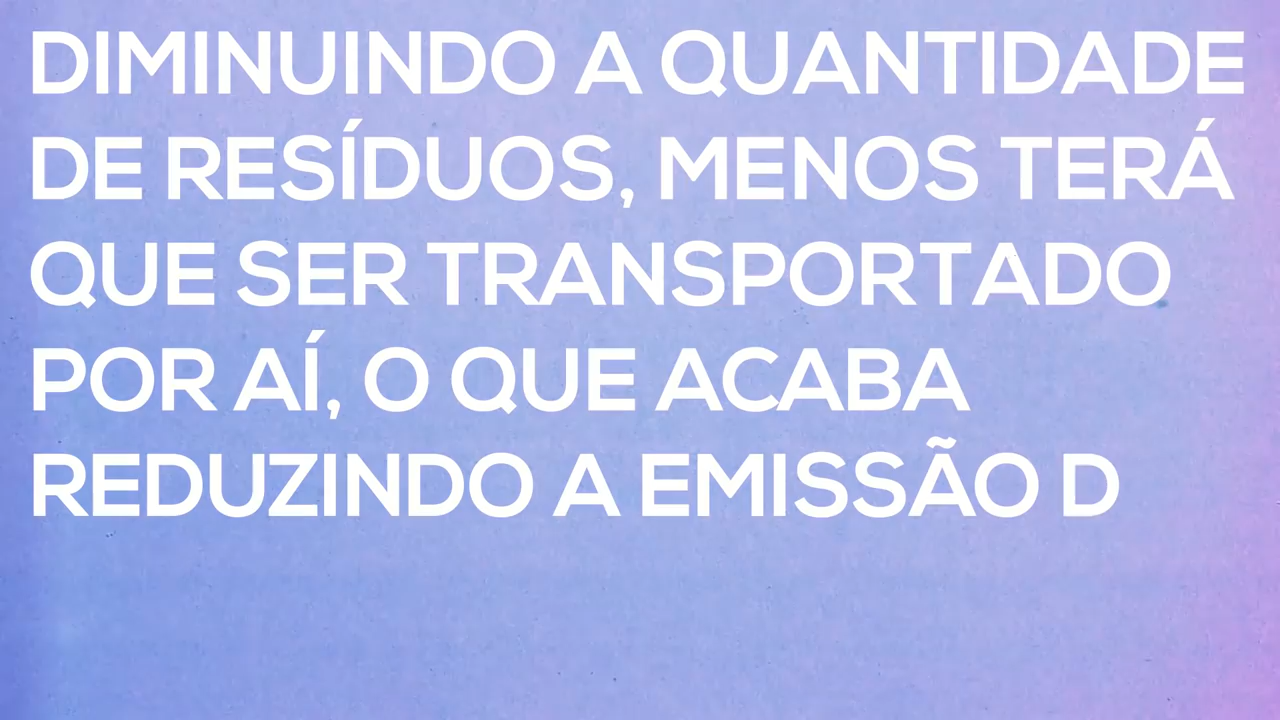 DIMINUINDO A QUANTIDADE
DE RESÍDUOS, MENOS TERÁ
QUE SER TRANSPORTADO
POR AÍ, O QUE ACABA
REDUZINDO A EMISSÃO D